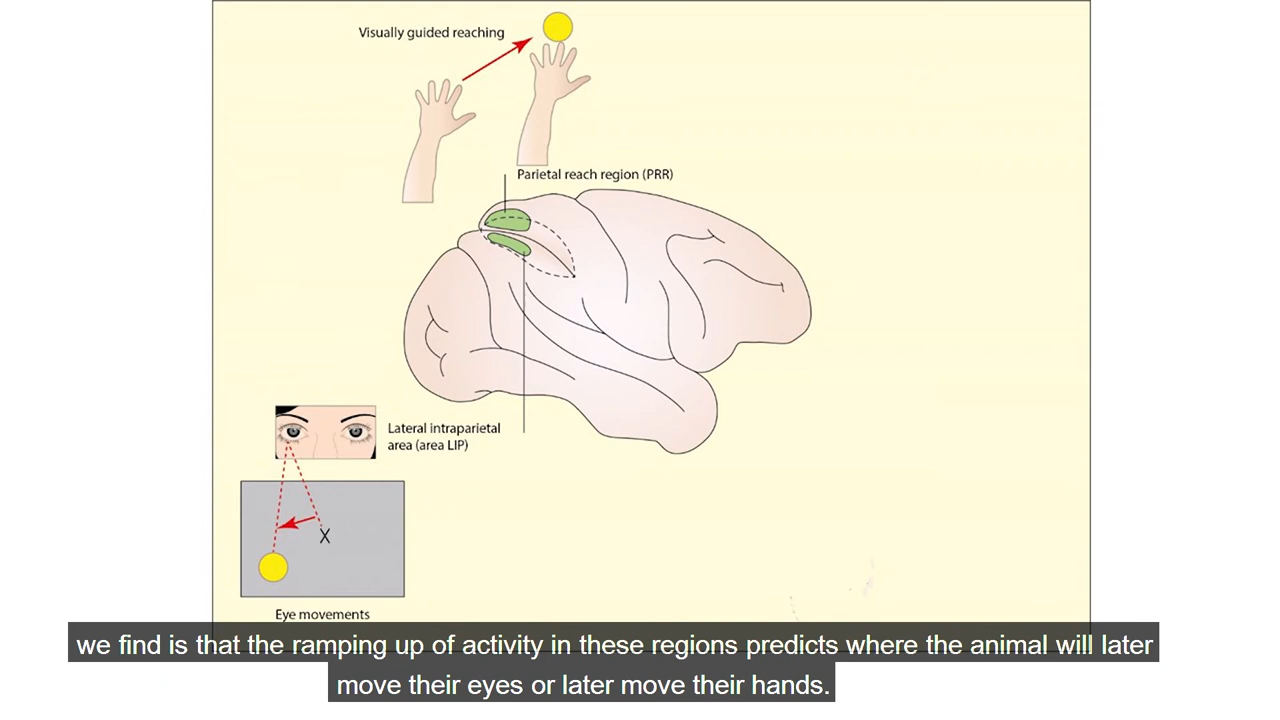 Visually guided reaching
Parietal reach region (PRR)
Lateral intraparietal
area (area LIP)
X
Eye movements
we find is that the ramping up of activity in these regions predicts where the animal will later
move their eyes or later move their hands.